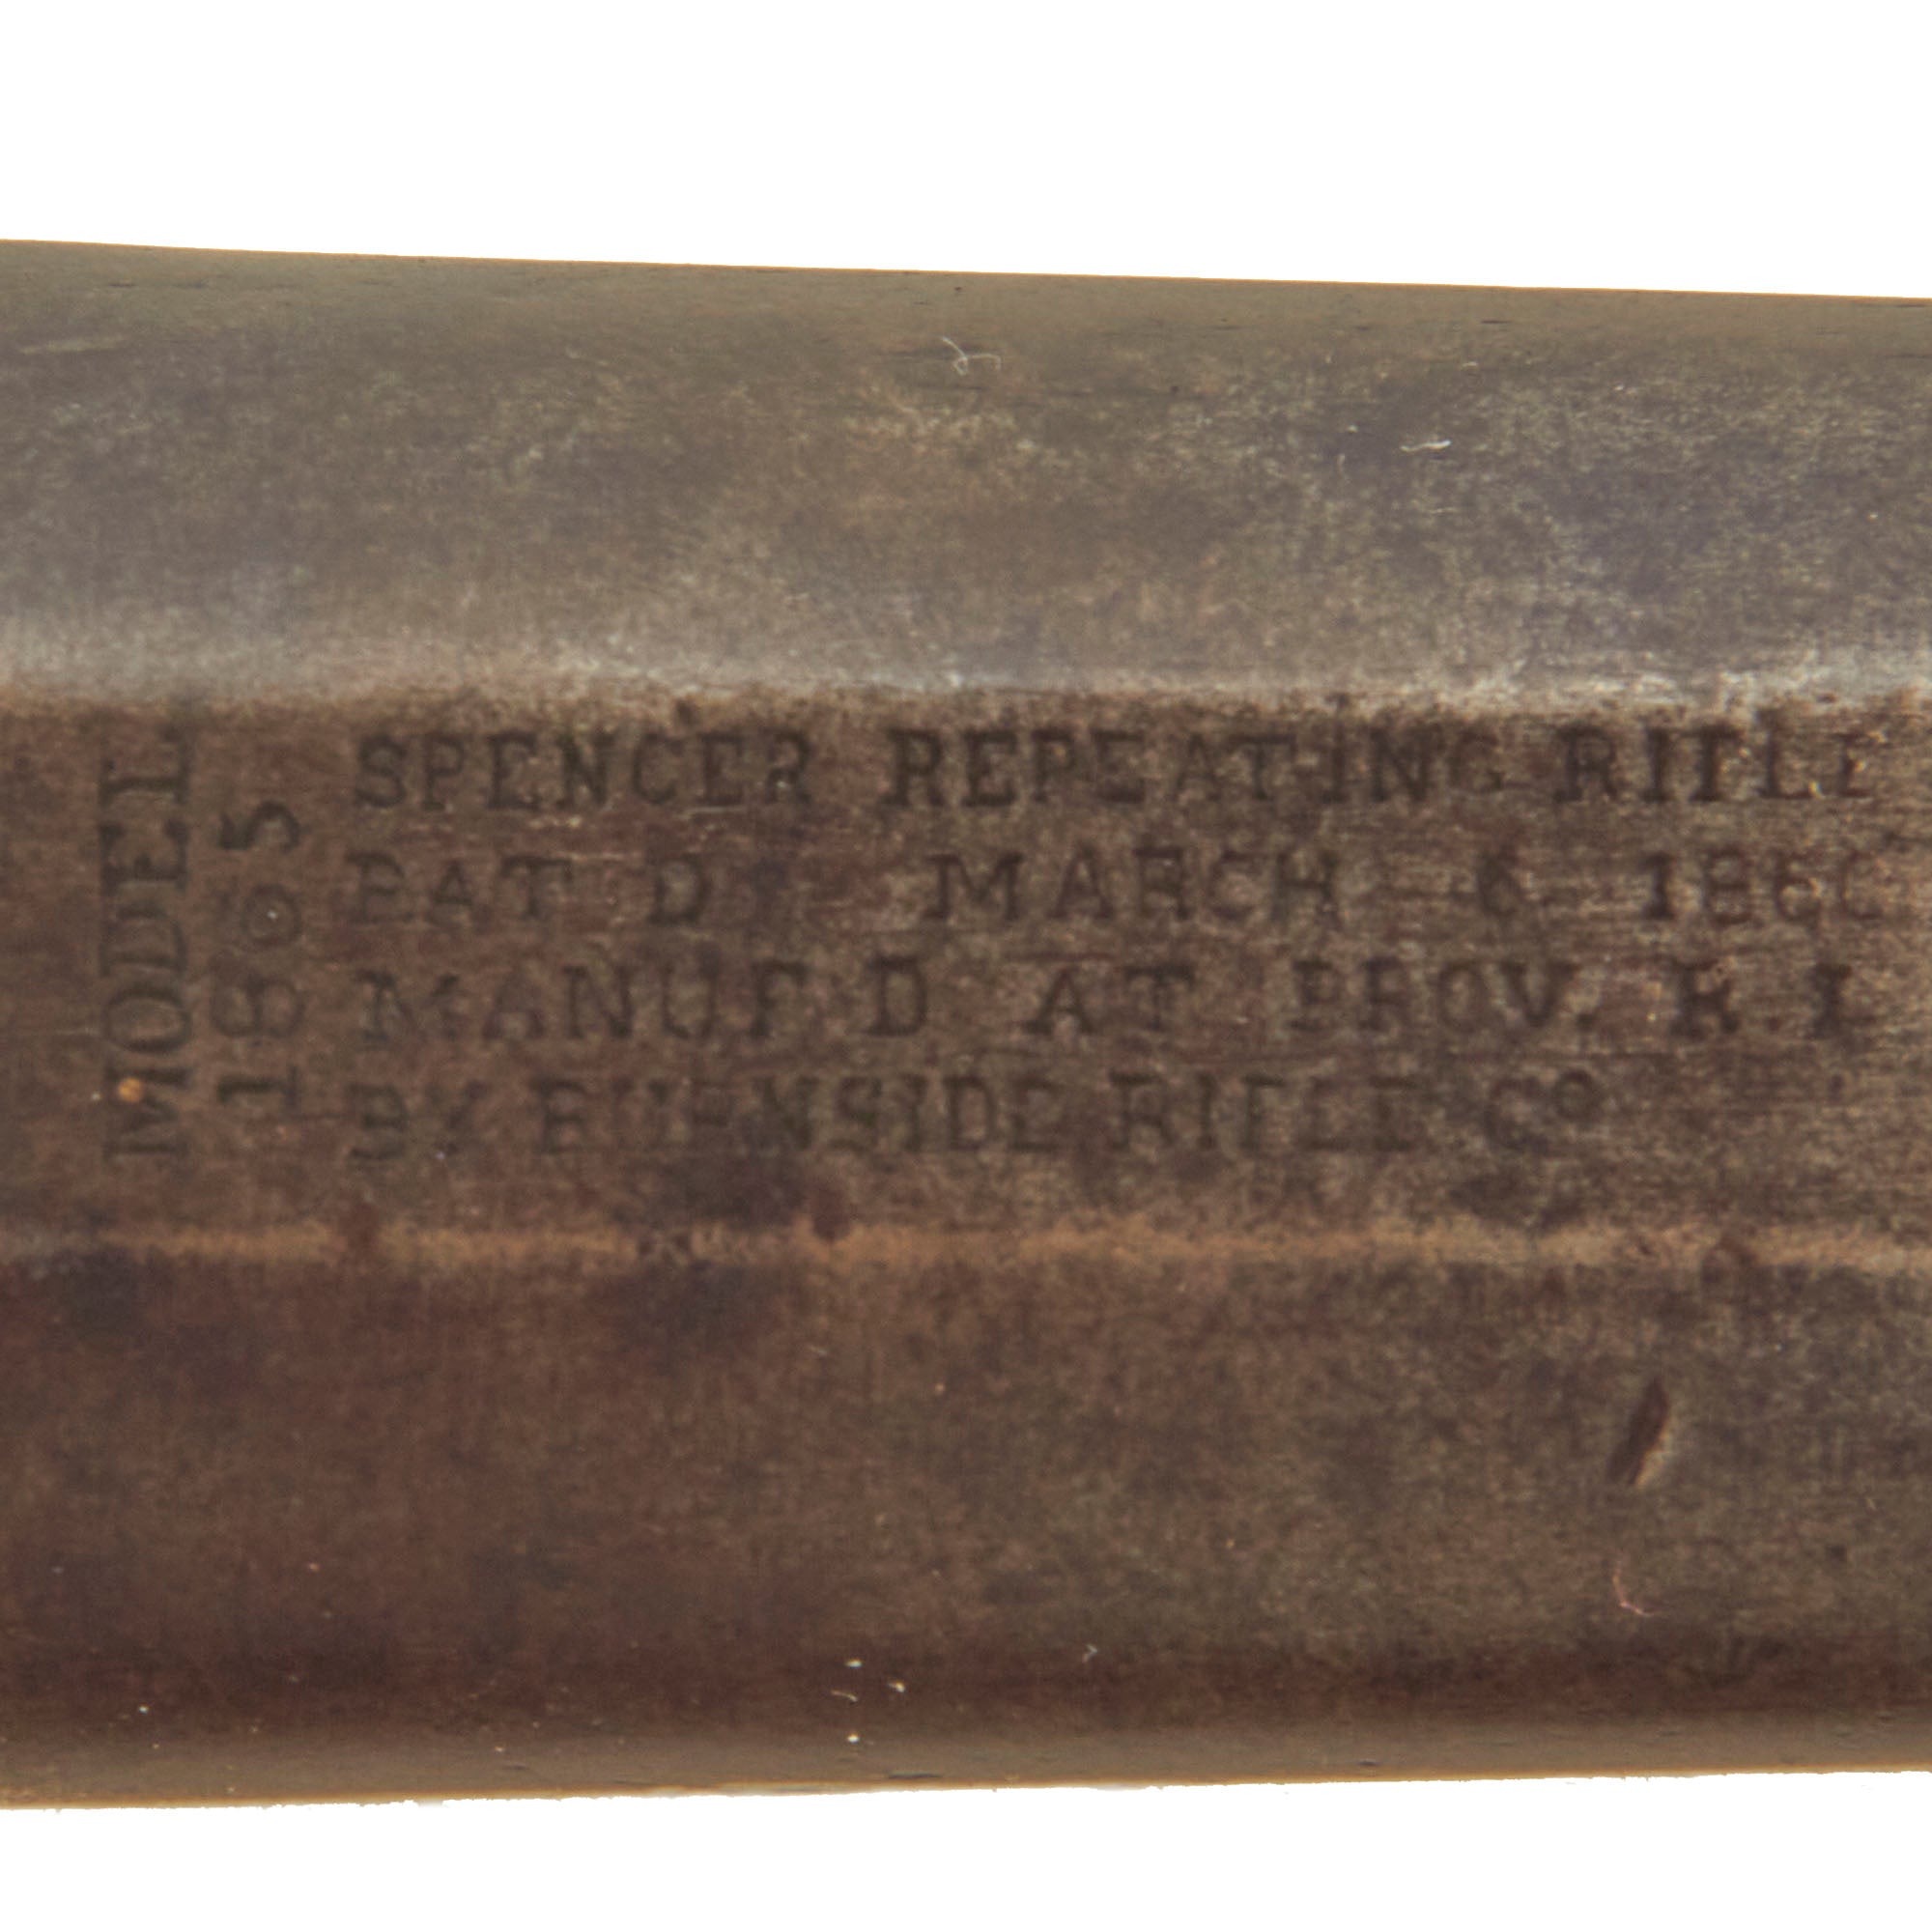 MODEL
1865
SPENCER REPEATING RIFLE
PAT'D. MARCH 6 1860
MANUF'D AT PROV. R.I.
BY BURNSIDE RIFLE Co